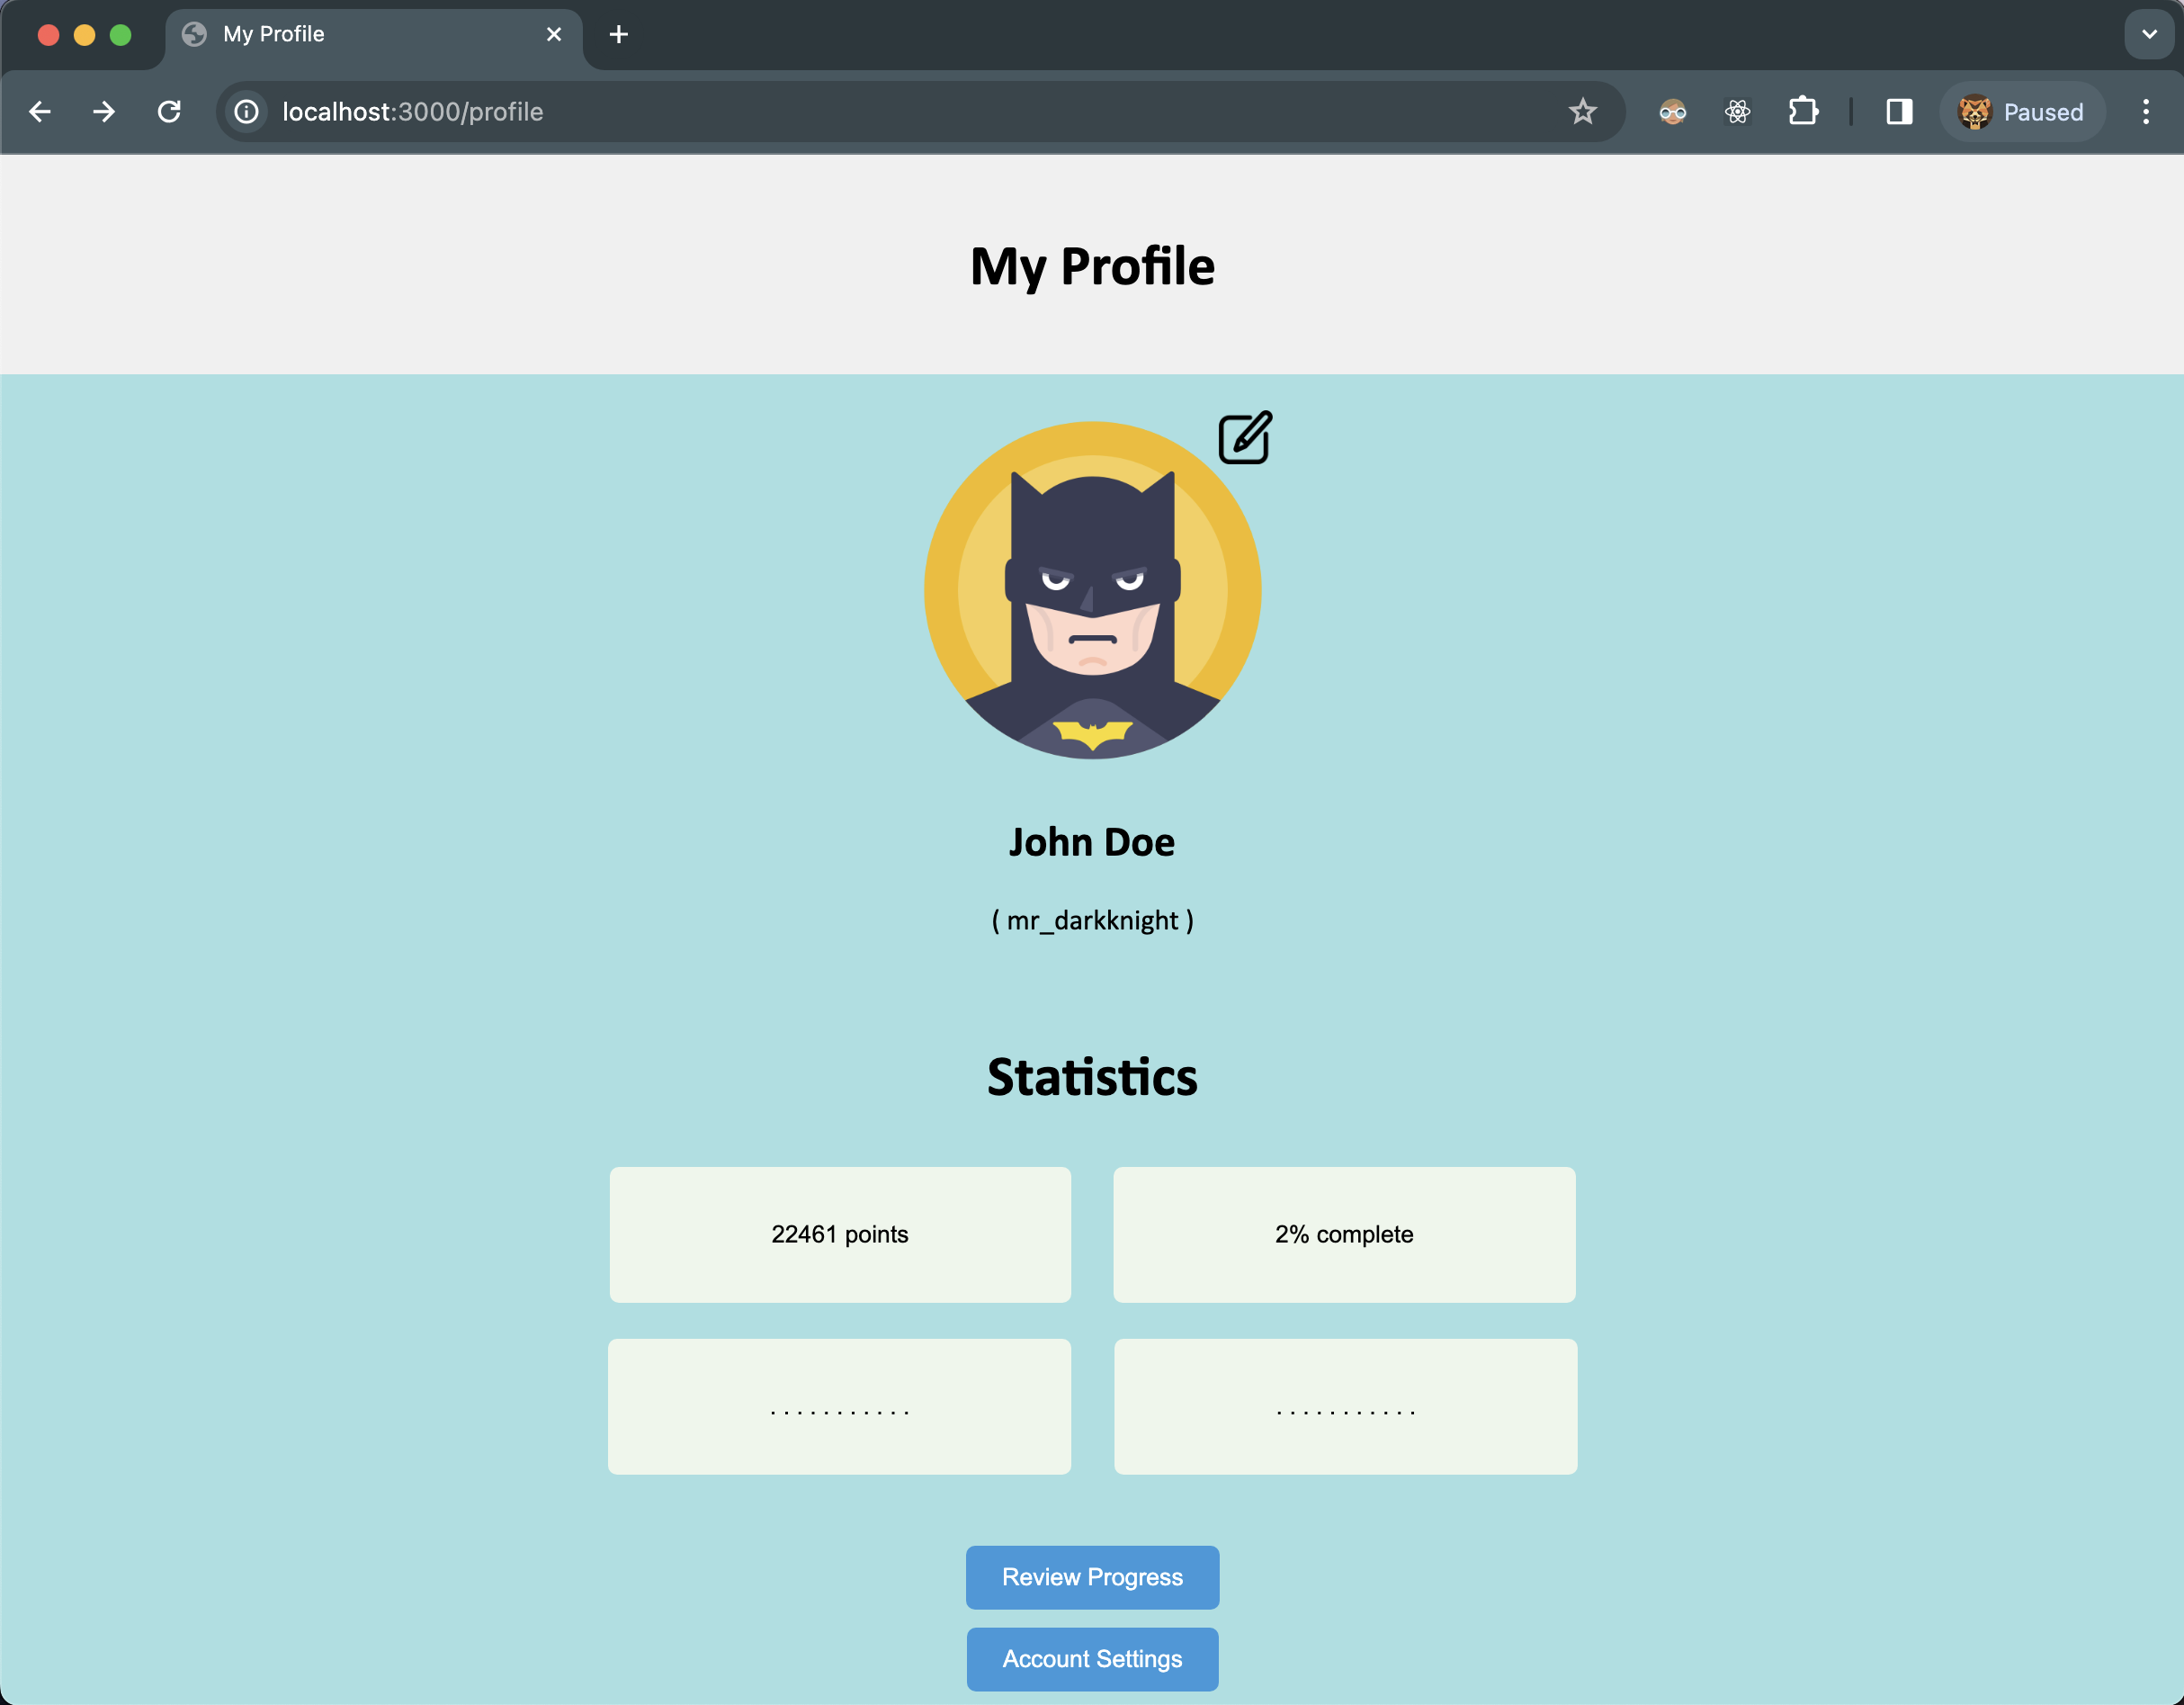 My Profile
localhost:3000/profile
Paused
My Profile
John Doe
( mr_darkknight )
Statistics
22461 points
2% complete
. . . . . . . . . . .
. . . . . . . . . . .
Review Progress
Account Settings